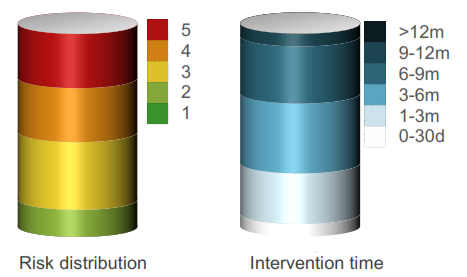 5
4
3
2
1
>12m
9-12m
6-9m
3-6m
1-3m
0-30d
Risk distribution
Intervention time